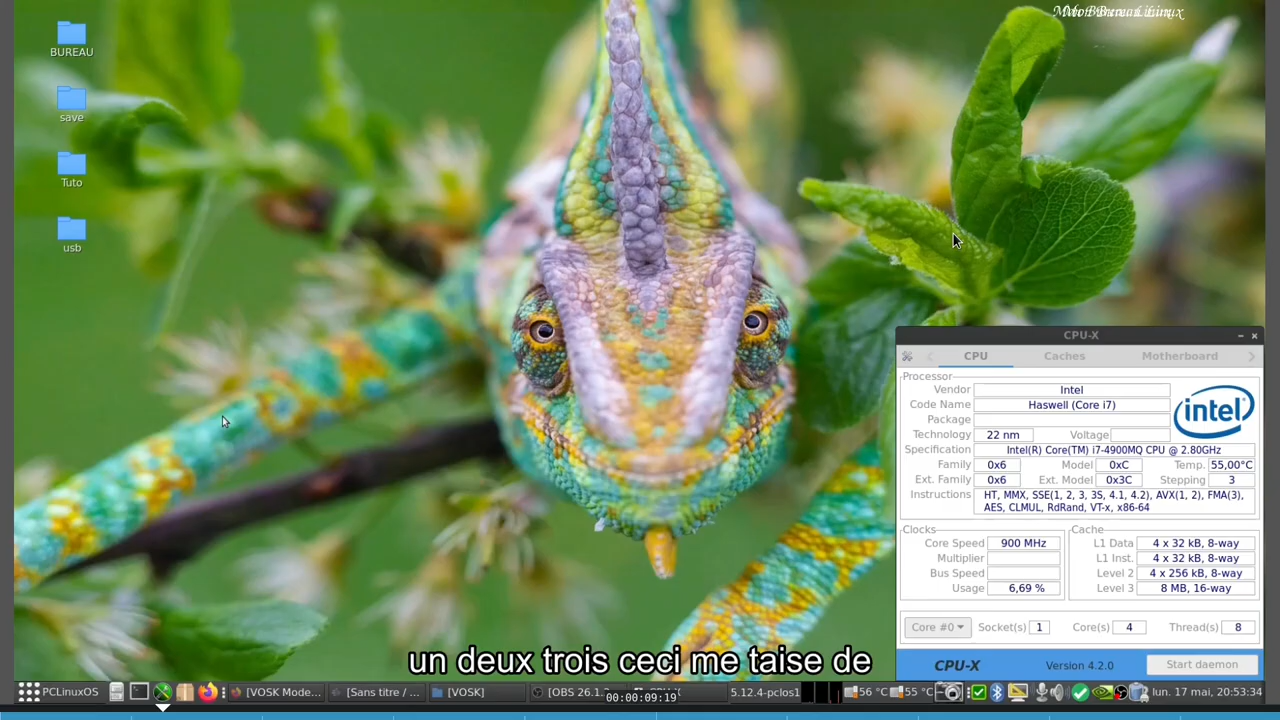 Mon Bureau Linux
BUREAU
save
Tuto
usb
CPU-X
CPU
Caches
Motherboard
Processor
Vendor Intel
Code Name Haswell (Core i7)
Package
Technology 22 nm Voltage
Specification Intel(R) Core(TM) i7-4900MQ CPU @ 2.80GHz
Family 0x6 Model 0xC Temp. 55,00°C
Ext. Family 0x6 Ext. Model 0x3C Stepping 3
Instructions HT, MMX, SSE(1, 2, 3, 3S, 4.1, 4.2), AVX(1, 2), FMA(3),
AES, CLMUL, RdRand, VT-x, x86-64
intel
Clocks
Core Speed 900 MHz
Multiplier
Bus Speed
Usage 6,69 %
Cache
L1 Data 4 x 32 kB, 8-way
L1 Inst. 4 x 32 kB, 8-way
Level 2 4 x 256 kB, 8-way
Level 3 8 MB, 16-way
Core #0 Socket(s) 1 Core(s) 4 Thread(s) 8
CPU-X Version 4.2.0 Start daemon
un deux trois ceci me taise de
PCLinuxOS [VOSK Mode... [Sans titre / ... [VOSK] [OBS 26.1. 5.12.4-pclos1 56 °C 55 °C lun. 17 mai, 20:53:34
00:00:09:19